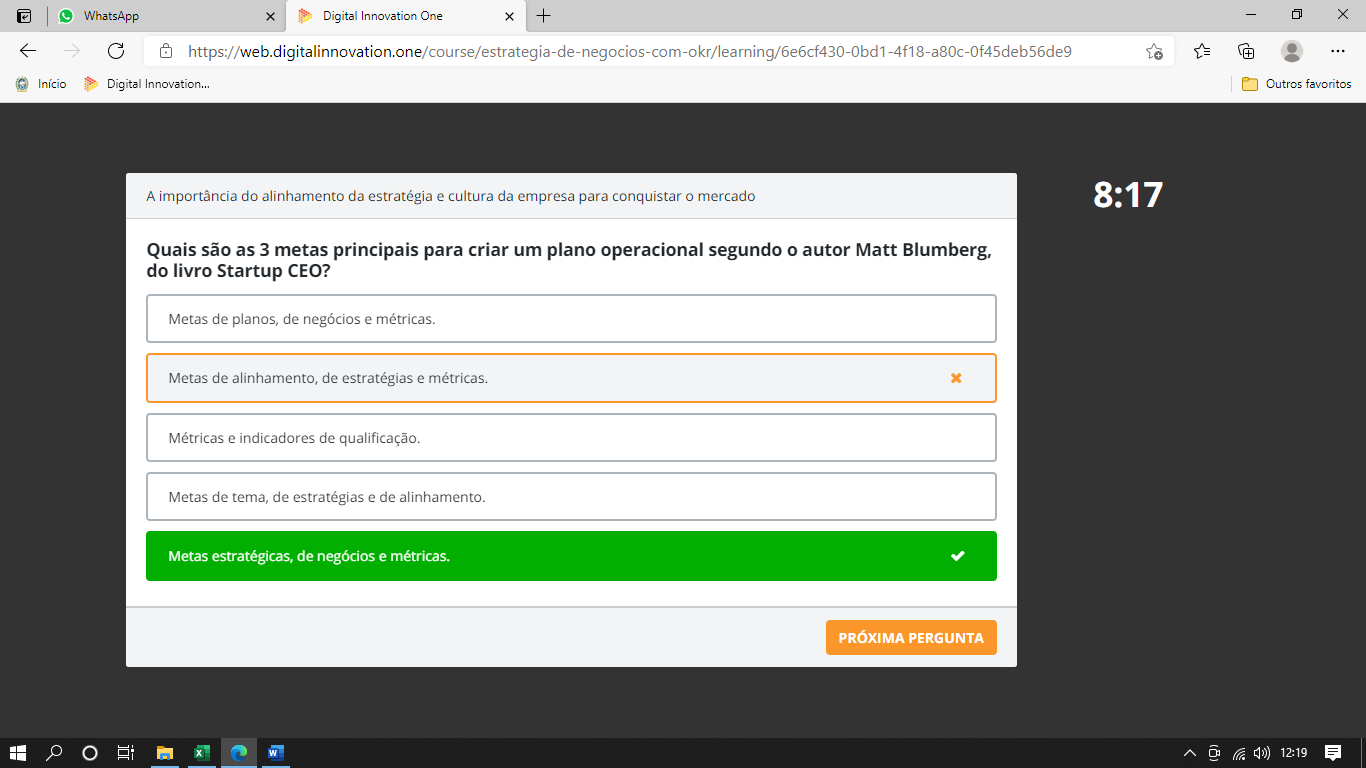 WhatsApp
Digital Innovation One
https://web.digitalinnovation.one/course/estrategia-de-negocios-com-okr/learning/6e6cf430-0bd1-4f18-a80c-0f45deb56de9
Início
Digital Innovation...
Outros favoritos
A importância do alinhamento da estratégia e cultura da empresa para conquistar o mercado
8:17
Quais são as 3 metas principais para criar um plano operacional segundo o autor Matt Blumberg,
do livro Startup CEO?
Metas de planos, de negócios e métricas.
Metas de alinhamento, de estratégias e métricas.
Métricas e indicadores de qualificação.
Metas de tema, de estratégias e de alinhamento.
Metas estratégicas, de negócios e métricas.
PRÓXIMA PERGUNTA
12:19